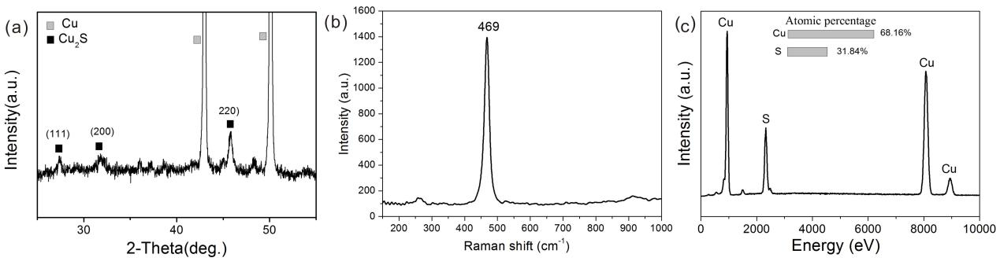 (a)
Cu
Cu₂S
(111)
(200)
220)
Intensity(a.u.)
30
40
50
2-Theta(deg.)
(b)
469
1600
1400
1200
1000
800
600
400
200
0
Intensity (a.u.)
200 300 400 500 600 700 800 900 1000
Raman shift (cm⁻¹)
(c)
Atomic percentage
Cu 68.16%
S 31.84%
Cu
S
Cu
Cu
Intensity (a.u.)
0 2000 4000 6000 8000 10000
Energy (eV)